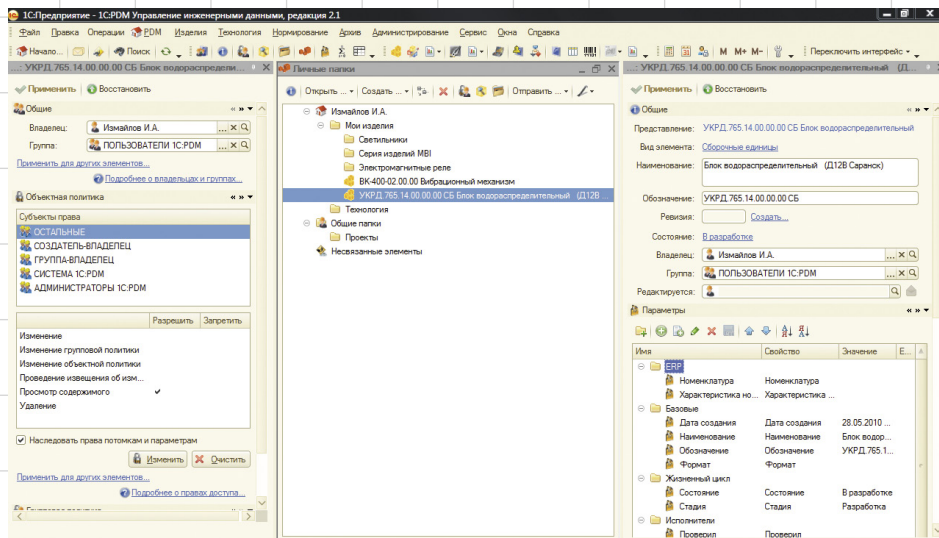 1С:Предприятие - 1С:PDM Управление инженерными данными, редакция 2.1
Файл Правка Операции PDM Изделия Технология Нормирование Архив Администрирование Сервис Окна Справка
Начало... Поиск М М+ М- Переключить интерфейс
...: УКРД.765.14.00.00.00 СБ Блок водораспредели...
Применить Восстановить
Общие
Владелец: Измайлов И.А.
Группа: ПОЛЬЗОВАТЕЛИ 1С:PDM
Применить для других элементов...
Подробнее о владельцах и группах...
Объектная политика
Субъекты права
ОСТАЛЬНЫЕ
СОЗДАТЕЛЬ-ВЛАДЕЛЕЦ
ГРУППА-ВЛАДЕЛЕЦ
СИСТЕМА 1С:PDM
АДМИНИСТРАТОРЫ 1С:PDM
Разрешить Запретить
Изменение
Изменение групповой политики
Изменение объектной политики
Проведение извещения об изм...
Просмотр содержимого
Удаление
Наследовать права потомкам и параметрам
Изменить Очистить
Применить для других элементов...
Подробнее о правах доступа...
Личные папки
Открыть ... Создать ... Отправить ...
Измайлов И.А.
Мои изделия
Светильники
Серия изделий MBI
Электромагнитные реле
ВК-400-02.00.00 Вибрационный механизм
УКРД.765.14.00.00.00 СБ Блок водораспределительный (Д12В ...
Технология
Общие папки
Проекты
Несвязанные элементы
...: УКРД.765.14.00.00.00 СБ Блок водораспределительный (Д...
Применить Восстановить
Общие
Представление: УКРД.765.14.00.00.00 СБ Блок водораспределительный
Вид элемента: Сборочные единицы
Наименование: Блок водораспределительный (Д12В Саранск)
Обозначение: УКРД.765.14.00.00.00 СБ
Ревизия: Создать...
Состояние: В разработке
Владелец: Измайлов И.А.
Группа: ПОЛЬЗОВАТЕЛИ 1С:PDM
Редактируется:
Параметры
Имя Свойство Значение Е...
ERP
Номенклатура Номенклатура
Характеристика но... Характеристика ...
Базовые
Дата создания Дата создания 28.05.2010 ...
Наименование Наименование Блок водор...
Обозначение Обозначение УКРД.765.1...
Формат Формат
Жизненный цикл
Состояние Состояние В разработке
Стадия Стадия Разработка
Исполнители
Проверил Проверил